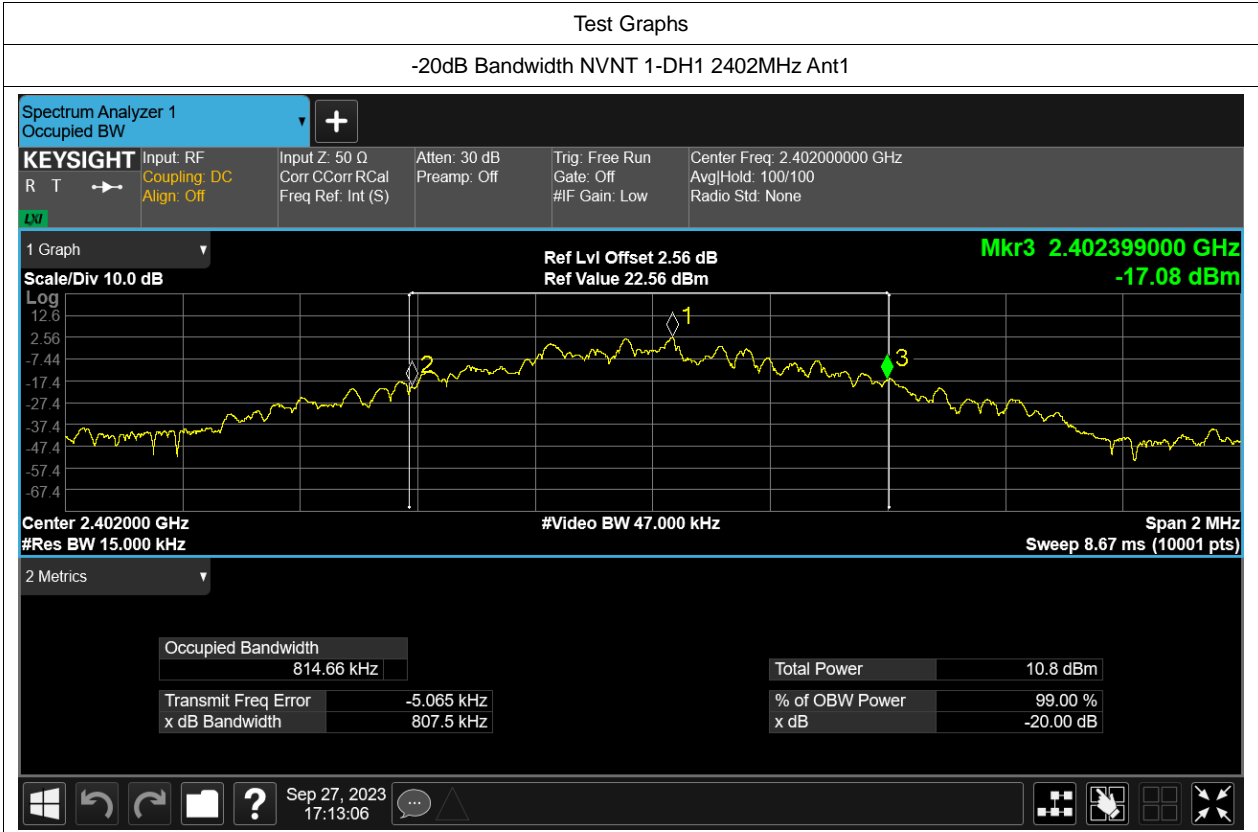 Test Graphs
-20dB Bandwidth NVNT 1-DH1 2402MHz Ant1
Spectrum Analyzer 1
Occupied BW
KEYSIGHT
R T
LXI
Input: RF
Coupling: DC
Align: Off
Input Z: 50 Ω
Corr CCorr RCal
Freq Ref: Int (S)
Atten: 30 dB
Preamp: Off
Trig: Free Run
Gate: Off
#IF Gain: Low
Center Freq: 2.402000000 GHz
Avg|Hold: 100/100
Radio Std: None
1 Graph
Scale/Div 10.0 dB
Ref Lvl Offset 2.56 dB
Ref Value 22.56 dBm
Mkr3 2.402399000 GHz
-17.08 dBm
Log
12.6
2.56
-7.44
-17.4
-27.4
-37.4
-47.4
-57.4
-67.4
1
2
3
Center 2.402000 GHz
#Res BW 15.000 kHz
#Video BW 47.000 kHz
Span 2 MHz
Sweep 8.67 ms (10001 pts)
2 Metrics
Occupied Bandwidth
814.66 kHz
Transmit Freq Error -5.065 kHz
x dB Bandwidth 807.5 kHz
Total Power 10.8 dBm
% of OBW Power 99.00 %
x dB -20.00 dB
?
Sep 27, 2023
17:13:06